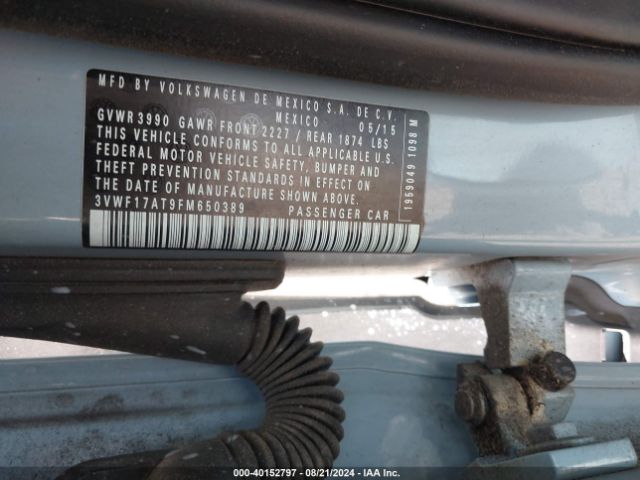 MFD BY VOLKSWAGEN DE MEXICO S.A. DE C.V.
MEXICO 05/15
GVWR 3990 GAWR FRONT 2227 / REAR 1874 LBS
THIS VEHICLE CONFORMS TO ALL APPLICABLE U.S.
FEDERAL MOTOR VEHICLE SAFETY, BUMPER AND
THEFT PREVENTION STANDARDS IN EFFECT ON
THE DATE OF MANUFACTURE SHOWN ABOVE.
3VWF17AT9FM650389 PASSENGER CAR
1969049 1098 M
000-40152797 - 08/21/2024 - IAA Inc.